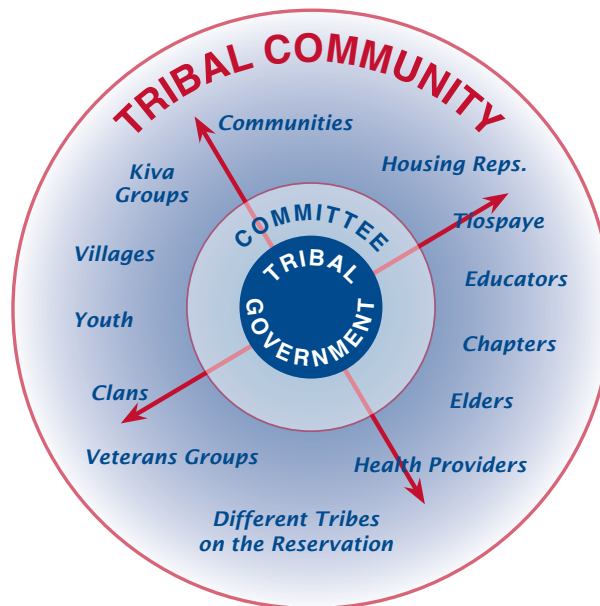 TRIBAL COMMUNITY
Communities
Housing Reps.
Kiva
Groups
Tiospaye
COMMITTEE
Villages
TRIBAL
GOVERNMENT
Educators
Youth
Chapters
Clans
Elders
Veterans Groups
Health Providers
Different Tribes
on the Reservation